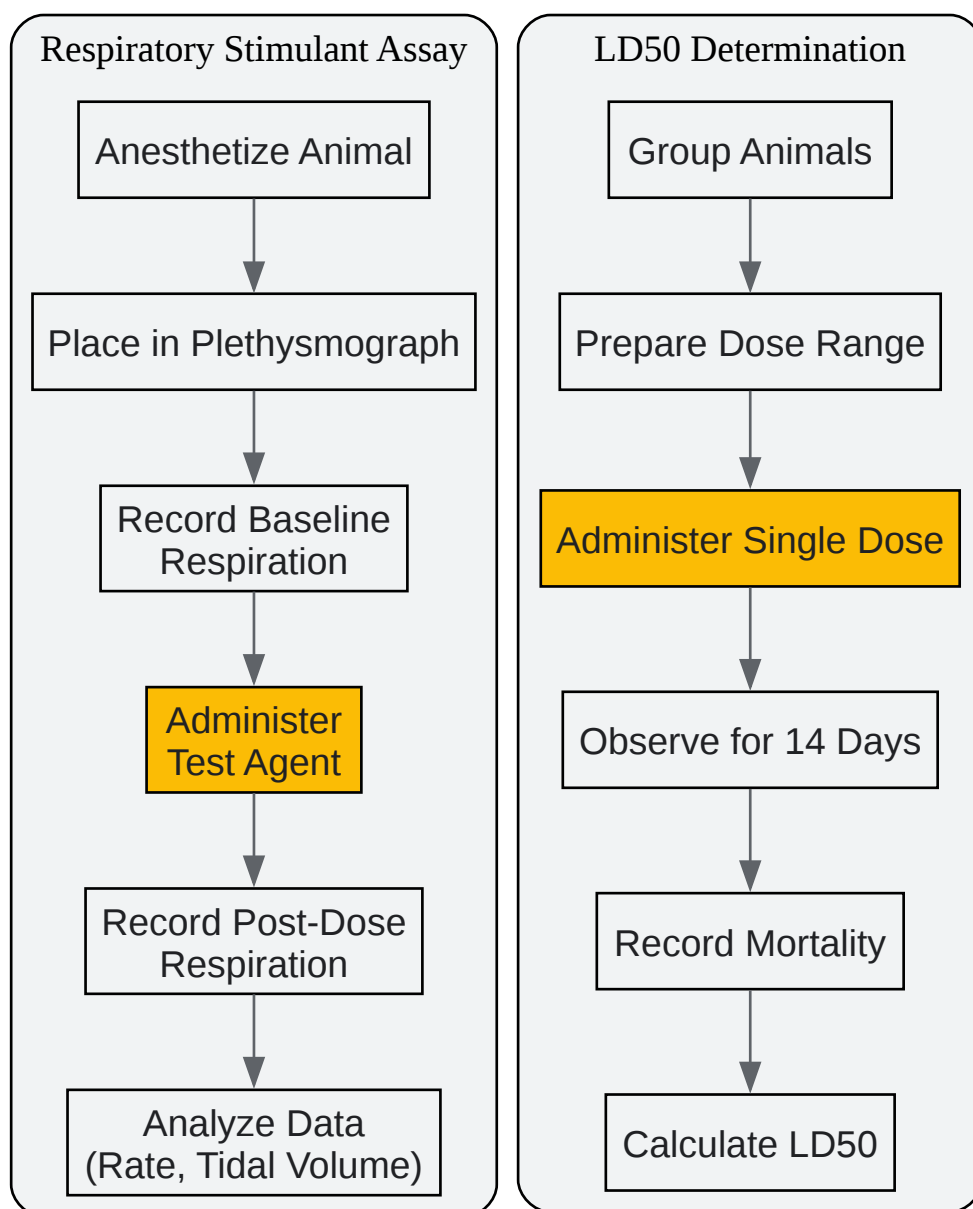 Respiratory Stimulant Assay
Anesthetize Animal
Place in Plethysmograph
Record Baseline
Respiration
Administer
Test Agent
Record Post-Dose
Respiration
Analyze Data
(Rate, Tidal Volume)
LD50 Determination
Group Animals
Prepare Dose Range
Administer Single Dose
Observe for 14 Days
Record Mortality
Calculate LD50